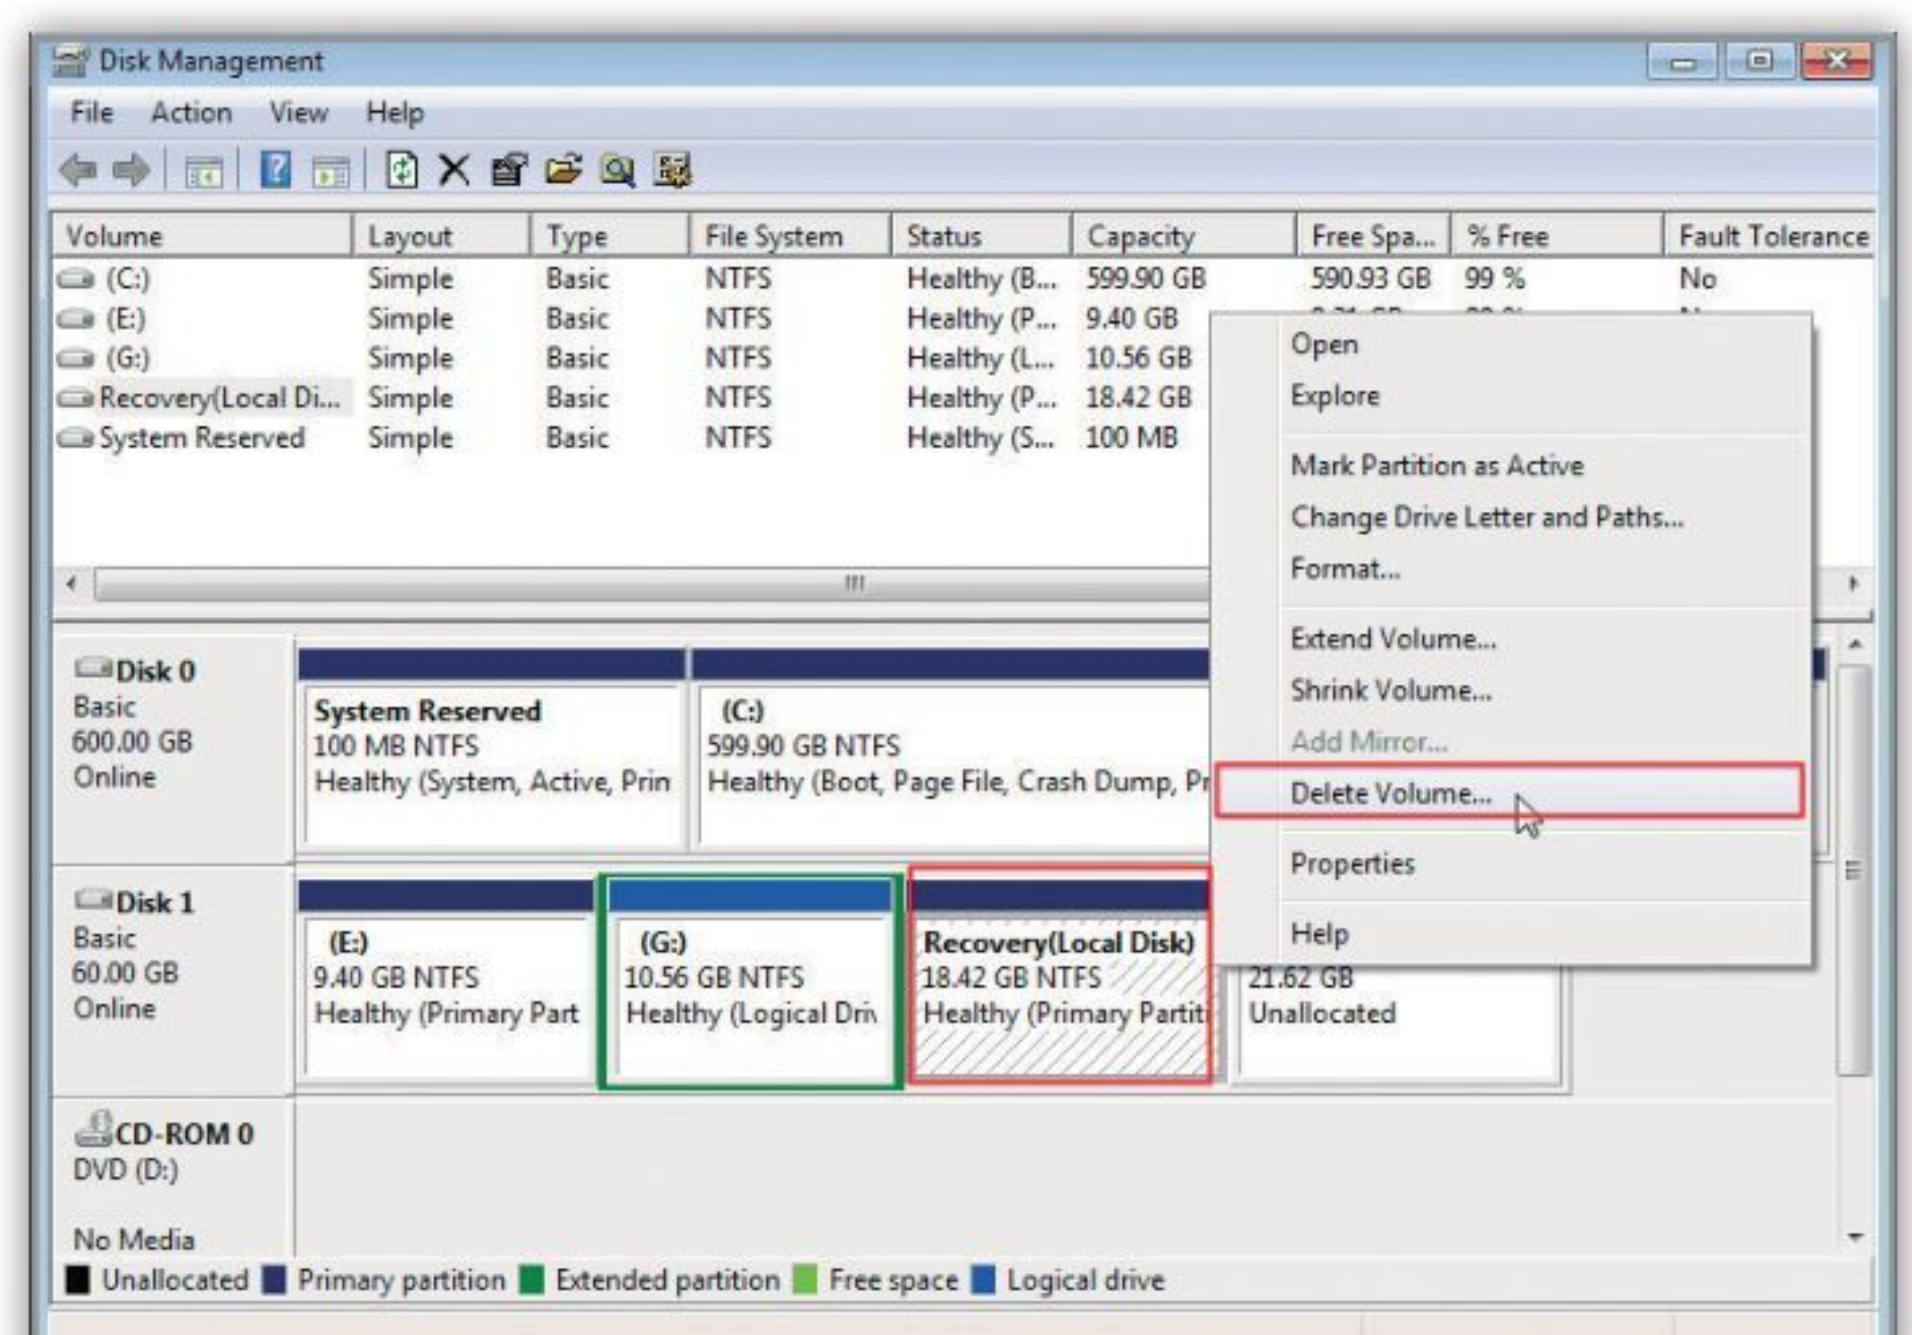 Disk Management
File Action View Help
Volume Layout Type File System Status Capacity Free Spa... % Free Fault Tolerance
(C:) Simple Basic NTFS Healthy (B... 599.90 GB 590.93 GB 99 % No
(E:) Simple Basic NTFS Healthy (P... 9.40 GB
(G:) Simple Basic NTFS Healthy (L... 10.56 GB
Recovery(Local Di... Simple Basic NTFS Healthy (P... 18.42 GB
System Reserved Simple Basic NTFS Healthy (S... 100 MB
Open
Explore
Mark Partition as Active
Change Drive Letter and Paths...
Format...
Extend Volume...
Shrink Volume...
Add Mirror...
Delete Volume...
Properties
Help
Disk 0
Basic
600.00 GB
Online
System Reserved
100 MB NTFS
Healthy (System, Active, Prin
(C:)
599.90 GB NTFS
Healthy (Boot, Page File, Crash Dump, Pr
Disk 1
Basic
60.00 GB
Online
(E:)
9.40 GB NTFS
Healthy (Primary Part
(G:)
10.56 GB NTFS
Healthy (Logical Driv
Recovery(Local Disk)
18.42 GB NTFS
Healthy (Primary Partiti
21.62 GB
Unallocated
CD-ROM 0
DVD (D:)
No Media
Unallocated Primary partition Extended partition Free space Logical drive